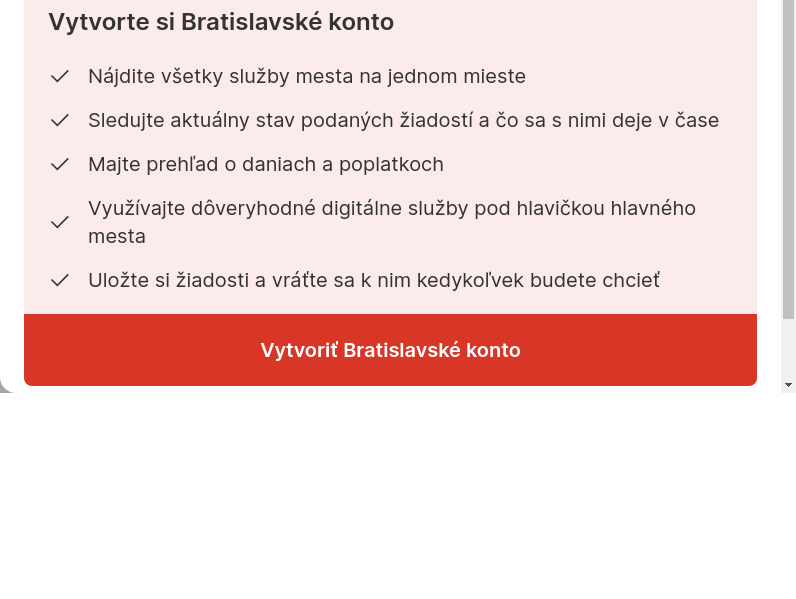 Vytvorte si Bratislavské konto
Nájdite všetky služby mesta na jednom mieste
Sledujte aktuálny stav podaných žiadostí a čo sa s nimi deje v čase
Majte prehľad o daniach a poplatkoch
Využívajte dôveryhodné digitálne služby pod hlavičkou hlavného
mesta
Uložte si žiadosti a vráťte sa k nim kedykoľvek budete chcieť
Vytvoriť Bratislavské konto